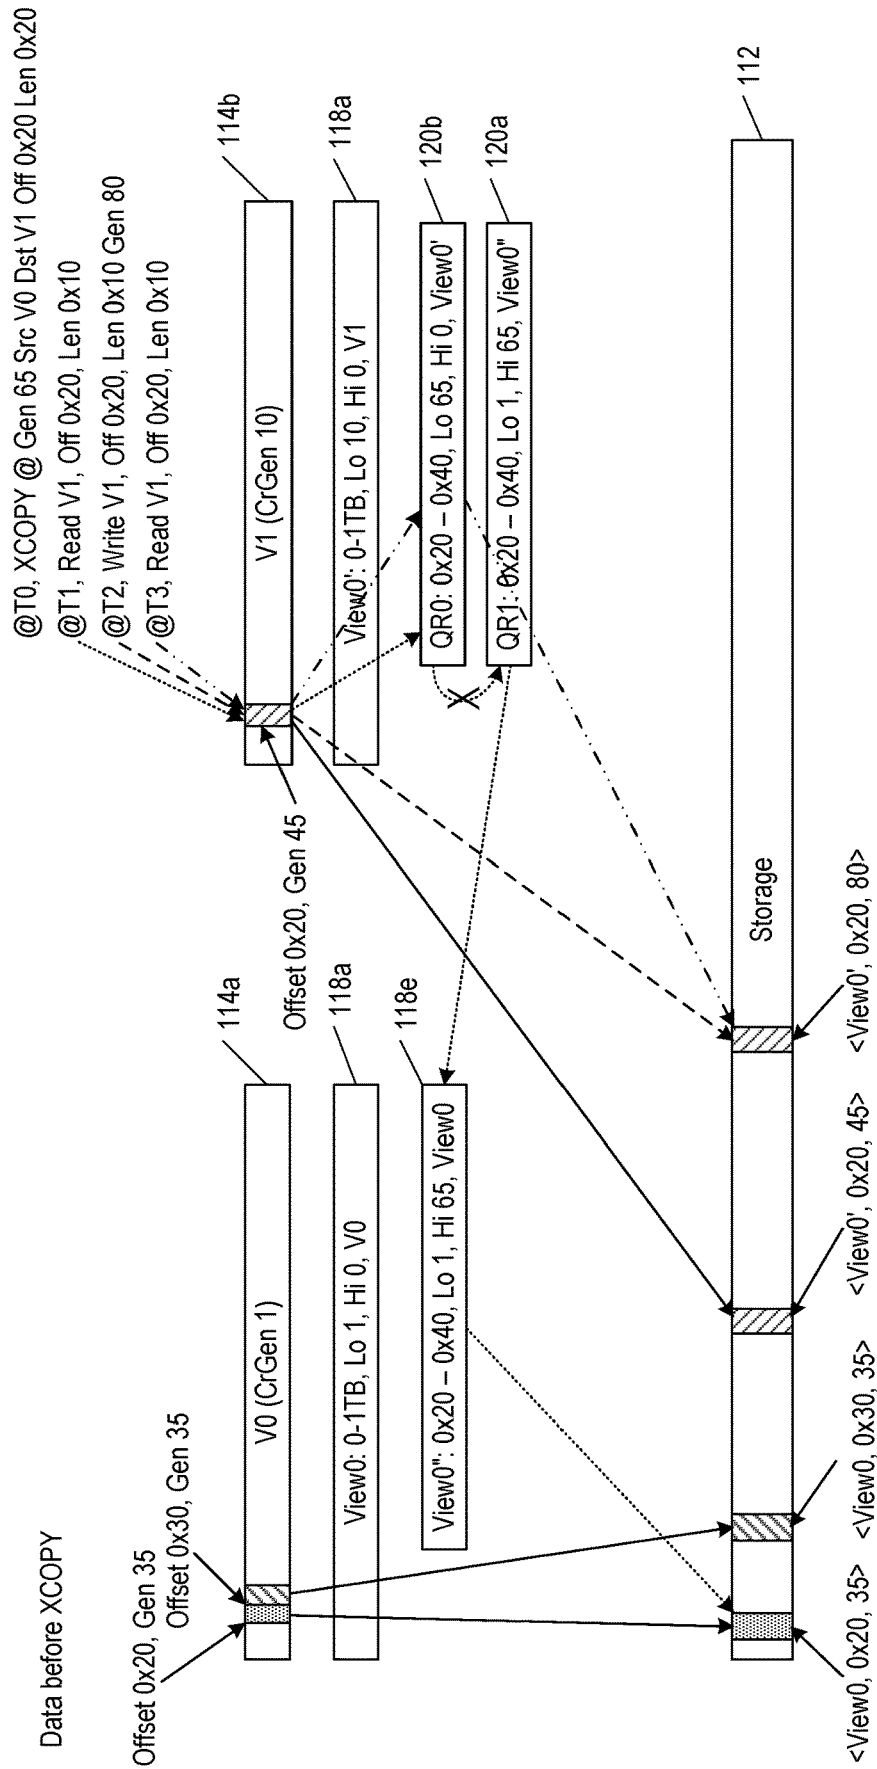 Data before XCOPY
@T0, XCOPY @ Gen 65 Src V0 Dst V1 Off 0x20 Len 0x20
@T1, Read V1, Off 0x20, Len 0x10
@T2, Write V1, Off 0x20, Len 0x10 Gen 80
@T3, Read V1, Off 0x20, Len 0x10
Offset 0x20, Gen 35
Offset 0x30, Gen 35
V0 (CrGen 1)
114a
View0: 0-1TB, Lo 1, Hi 0, V0
118a
View0": 0x20 – 0x40, Lo 1, Hi 65, View0
118e
Offset 0x20, Gen 45
V1 (CrGen 10)
114b
View0': 0-1TB, Lo 10, Hi 0, V1
118a
QR0: 0x20 – 0x40, Lo 65, Hi 0, View0'
120b
QR1: 0x20 – 0x40, Lo 1, Hi 65, View0"
120a
X
Storage
112
<View0, 0x20, 35>
<View0, 0x30, 35>
<View0', 0x20, 45>
<View0', 0x20, 80>